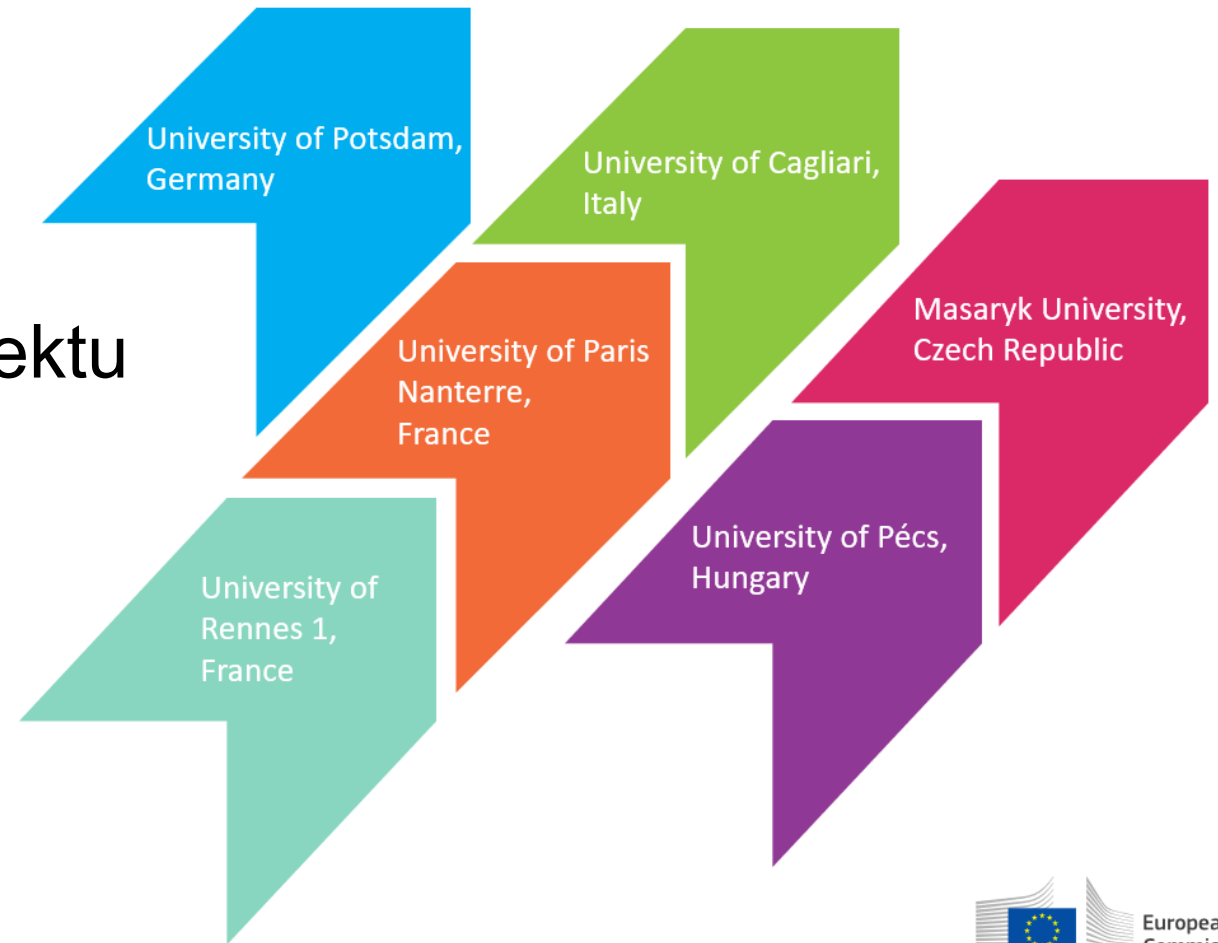 University of Potsdam,
Germany
University of Cagliari,
Italy
ektu
University of Paris
Nanterre,
France
Masaryk University,
Czech Republic
University of
Rennes 1,
France
University of Pécs,
Hungary
Europea